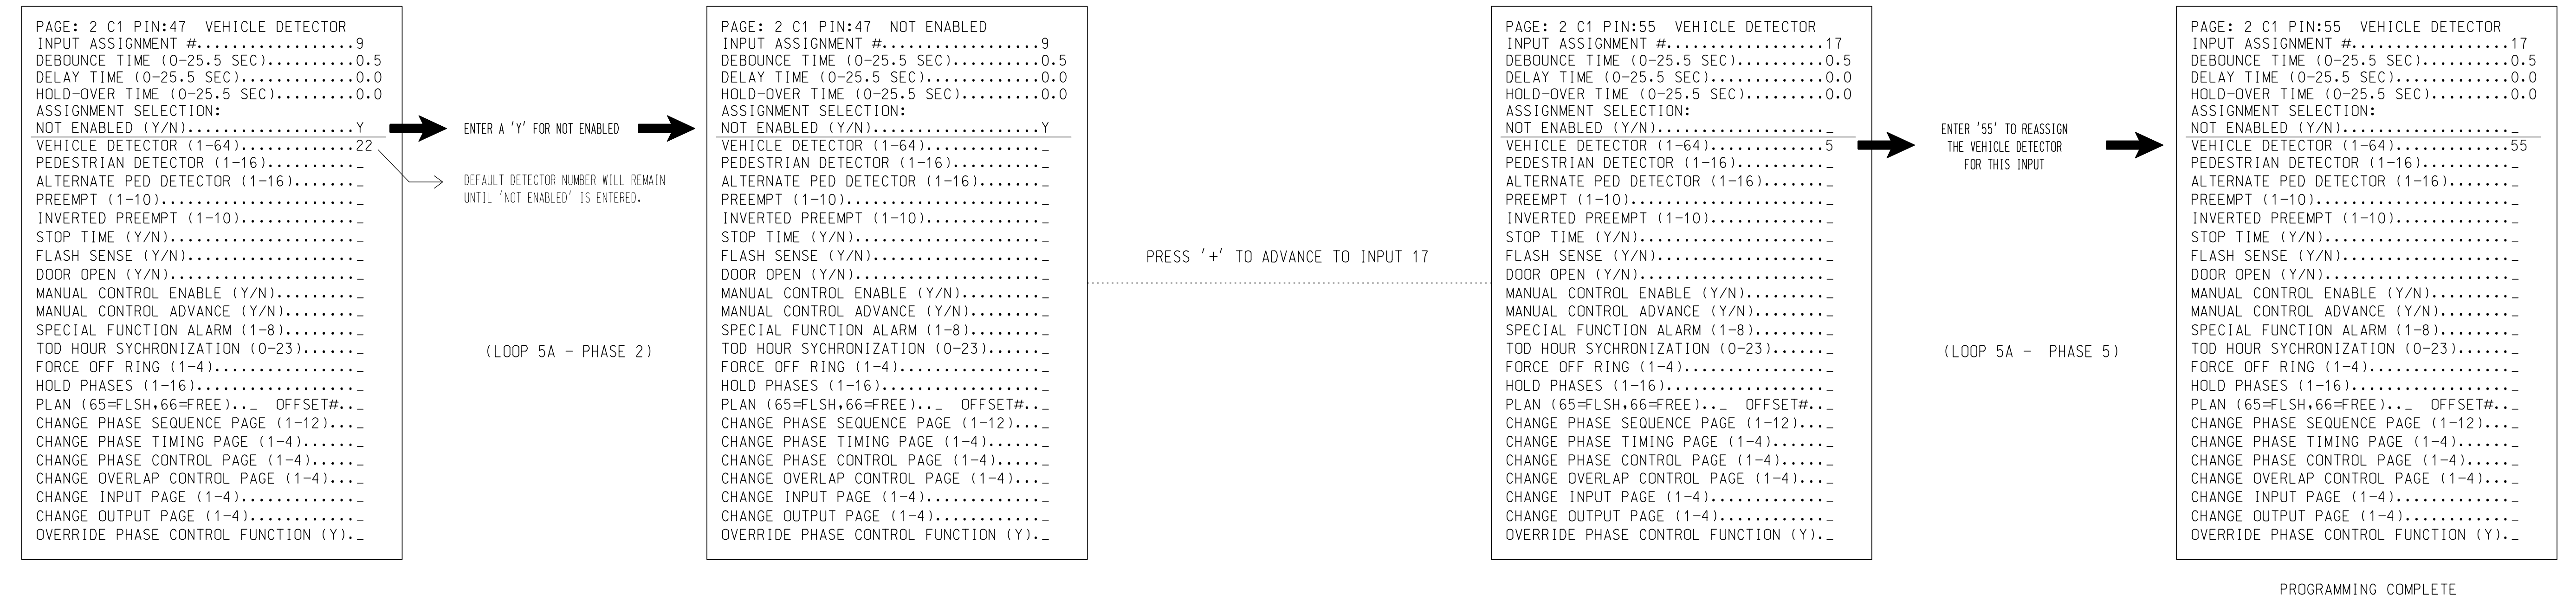 PAGE: 2 C1 PIN:47  VEHICLE DETECTOR
INPUT ASSIGNMENT #..................9
DEBOUNCE TIME (0-25.5 SEC)..........0.5
DELAY TIME (0-25.5 SEC).............0.0
HOLD-OVER TIME (0-25.5 SEC).........0.0
ASSIGNMENT SELECTION:
NOT ENABLED (Y/N)...................Y
VEHICLE DETECTOR (1-64).............22
PEDESTRIAN DETECTOR (1-16).........._
ALTERNATE PED DETECTOR (1-16)......._
PREEMPT (1-10)......................_
INVERTED PREEMPT (1-10)............._
STOP TIME (Y/N)....................._
FLASH SENSE (Y/N)..................._
DOOR OPEN (Y/N)....................._
MANUAL CONTROL ENABLE (Y/N)........._
MANUAL CONTROL ADVANCE (Y/N)........_
SPECIAL FUNCTION ALARM (1-8)........_
TOD HOUR SYCHRONIZATION (0-23)......_
FORCE OFF RING (1-4)................_
HOLD PHASES (1-16).................._
PLAN (65=FLSH,66=FREE).._  OFFSET#.._
CHANGE PHASE SEQUENCE PAGE (1-12)..._
CHANGE PHASE TIMING PAGE (1-4)......_
CHANGE PHASE CONTROL PAGE (1-4)....._
CHANGE OVERLAP CONTROL PAGE (1-4)..._
CHANGE INPUT PAGE (1-4)............._
CHANGE OUTPUT PAGE (1-4)............_
OVERRIDE PHASE CONTROL FUNCTION (Y)._
ENTER A 'Y' FOR NOT ENABLED
DEFAULT DETECTOR NUMBER WILL REMAIN
UNTIL 'NOT ENABLED' IS ENTERED.
(LOOP 5A - PHASE 2)
PAGE: 2 C1 PIN:47  NOT ENABLED
INPUT ASSIGNMENT #..................9
DEBOUNCE TIME (0-25.5 SEC)..........0.5
DELAY TIME (0-25.5 SEC).............0.0
HOLD-OVER TIME (0-25.5 SEC).........0.0
ASSIGNMENT SELECTION:
NOT ENABLED (Y/N)...................Y
VEHICLE DETECTOR (1-64)............._
PEDESTRIAN DETECTOR (1-16).........._
ALTERNATE PED DETECTOR (1-16)......._
PREEMPT (1-10)......................_
INVERTED PREEMPT (1-10)............._
STOP TIME (Y/N)....................._
FLASH SENSE (Y/N)..................._
DOOR OPEN (Y/N)....................._
MANUAL CONTROL ENABLE (Y/N)........._
MANUAL CONTROL ADVANCE (Y/N)........_
SPECIAL FUNCTION ALARM (1-8)........_
TOD HOUR SYCHRONIZATION (0-23)......_
FORCE OFF RING (1-4)................_
HOLD PHASES (1-16).................._
PLAN (65=FLSH,66=FREE).._  OFFSET#.._
CHANGE PHASE SEQUENCE PAGE (1-12)..._
CHANGE PHASE TIMING PAGE (1-4)......_
CHANGE PHASE CONTROL PAGE (1-4)....._
CHANGE OVERLAP CONTROL PAGE (1-4)..._
CHANGE INPUT PAGE (1-4)............._
CHANGE OUTPUT PAGE (1-4)............_
OVERRIDE PHASE CONTROL FUNCTION (Y)._
PRESS '+' TO ADVANCE TO INPUT 17
PAGE: 2 C1 PIN:55  VEHICLE DETECTOR
INPUT ASSIGNMENT #..................17
DEBOUNCE TIME (0-25.5 SEC)..........0.5
DELAY TIME (0-25.5 SEC).............0.0
HOLD-OVER TIME (0-25.5 SEC).........0.0
ASSIGNMENT SELECTION:
NOT ENABLED (Y/N)..................._
VEHICLE DETECTOR (1-64).............5
PEDESTRIAN DETECTOR (1-16).........._
ALTERNATE PED DETECTOR (1-16)......._
PREEMPT (1-10)......................_
INVERTED PREEMPT (1-10)............._
STOP TIME (Y/N)....................._
FLASH SENSE (Y/N)..................._
DOOR OPEN (Y/N)....................._
MANUAL CONTROL ENABLE (Y/N)........._
MANUAL CONTROL ADVANCE (Y/N)........_
SPECIAL FUNCTION ALARM (1-8)........_
TOD HOUR SYCHRONIZATION (0-23)......_
FORCE OFF RING (1-4)................_
HOLD PHASES (1-16).................._
PLAN (65=FLSH,66=FREE).._  OFFSET#.._
CHANGE PHASE SEQUENCE PAGE (1-12)..._
CHANGE PHASE TIMING PAGE (1-4)......_
CHANGE PHASE CONTROL PAGE (1-4)....._
CHANGE OVERLAP CONTROL PAGE (1-4)..._
CHANGE INPUT PAGE (1-4)............._
CHANGE OUTPUT PAGE (1-4)............_
OVERRIDE PHASE CONTROL FUNCTION (Y)._
ENTER '55' TO REASSIGN
THE VEHICLE DETECTOR
FOR THIS INPUT
(LOOP 5A -  PHASE 5)
PAGE: 2 C1 PIN:55  VEHICLE DETECTOR
INPUT ASSIGNMENT #..................17
DEBOUNCE TIME (0-25.5 SEC)..........0.5
DELAY TIME (0-25.5 SEC).............0.0
HOLD-OVER TIME (0-25.5 SEC).........0.0
ASSIGNMENT SELECTION:
NOT ENABLED (Y/N)..................._
VEHICLE DETECTOR (1-64).............55
PEDESTRIAN DETECTOR (1-16).........._
ALTERNATE PED DETECTOR (1-16)......._
PREEMPT (1-10)......................_
INVERTED PREEMPT (1-10)............._
STOP TIME (Y/N)....................._
FLASH SENSE (Y/N)..................._
DOOR OPEN (Y/N)....................._
MANUAL CONTROL ENABLE (Y/N)........._
MANUAL CONTROL ADVANCE (Y/N)........_
SPECIAL FUNCTION ALARM (1-8)........_
TOD HOUR SYCHRONIZATION (0-23)......_
FORCE OFF RING (1-4)................_
HOLD PHASES (1-16).................._
PLAN (65=FLSH,66=FREE).._  OFFSET#.._
CHANGE PHASE SEQUENCE PAGE (1-12)..._
CHANGE PHASE TIMING PAGE (1-4)......_
CHANGE PHASE CONTROL PAGE (1-4)....._
CHANGE OVERLAP CONTROL PAGE (1-4)..._
CHANGE INPUT PAGE (1-4)............._
CHANGE OUTPUT PAGE (1-4)............_
OVERRIDE PHASE CONTROL FUNCTION (Y)._
PROGRAMMING COMPLETE